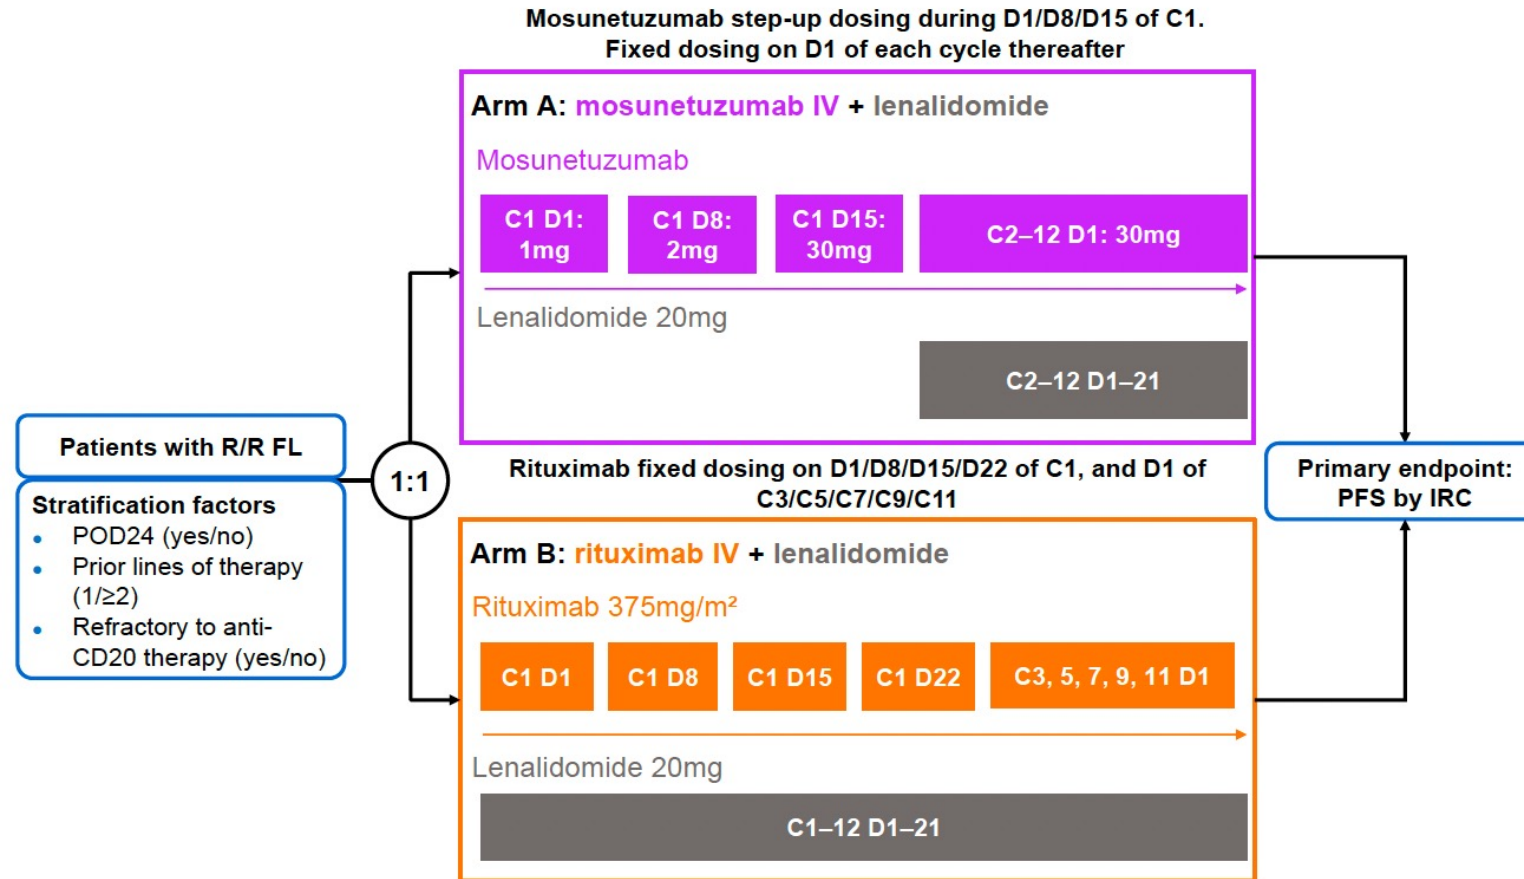 Mosunetuzumab step-up dosing during D1/D8/D15 of C1.
Fixed dosing on D1 of each cycle thereafter
Arm A: mosunetuzumab IV + lenalidomide
Mosunetuzumab
C1 D1:
1mg
C1 D8:
2mg
C1 D15:
30mg
C2–12 D1: 30mg
Lenalidomide 20mg
C2–12 D1–21
Patients with R/R FL
Stratification factors
• POD24 (yes/no)
• Prior lines of therapy
(1/≥2)
• Refractory to anti-
CD20 therapy (yes/no)
1:1
Rituximab fixed dosing on D1/D8/D15/D22 of C1, and D1 of
C3/C5/C7/C9/C11
Arm B: rituximab IV + lenalidomide
Rituximab 375mg/m²
C1 D1
C1 D8
C1 D15
C1 D22
C3, 5, 7, 9, 11 D1
Lenalidomide 20mg
C1–12 D1–21
Primary endpoint:
PFS by IRC